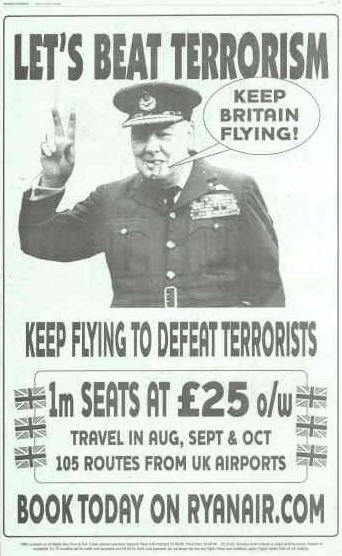 LET'S BEAT TERRORISM
KEEP
BRITAIN
FLYING!
KEEP FLYING TO DEFEAT TERRORISTS
1m SEATS AT £25 o/w
TRAVEL IN AUG, SEPT & OCT
105 ROUTES FROM UK AIRPORTS
BOOK TODAY ON RYANAIR.COM